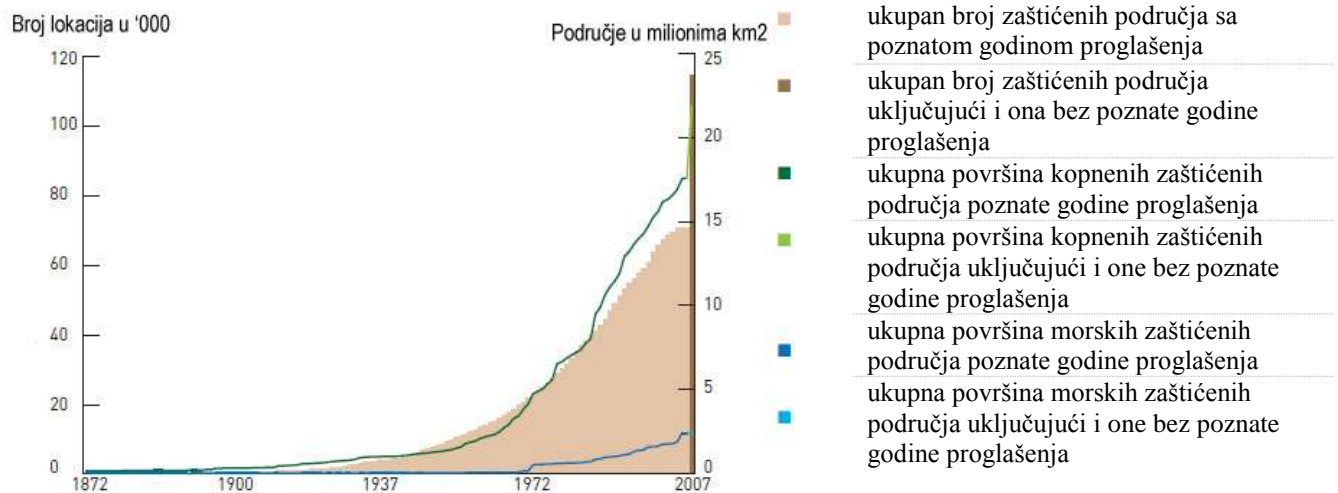 Broj lokacija u ‘000
Područje u milionima km2
120
100
80
60
40
20
0
25
20
15
10
5
0
1872
1900
1937
1972
2007
ukupan broj zaštićenih područja sa
poznatom godinom proglašenja
ukupan broj zaštićenih područja
uključujući i ona bez poznate godine
proglašenja
ukupna površina kopnenih zaštićenih
područja poznate godine proglašenja
ukupna površina kopnenih zaštićenih
područja uključujući i one bez poznate
godine proglašenja
ukupna površina morskih zaštićenih
područja poznate godine proglašenja
ukupna površina morskih zaštićenih
područja uključujući i one bez poznate
godine proglašenja